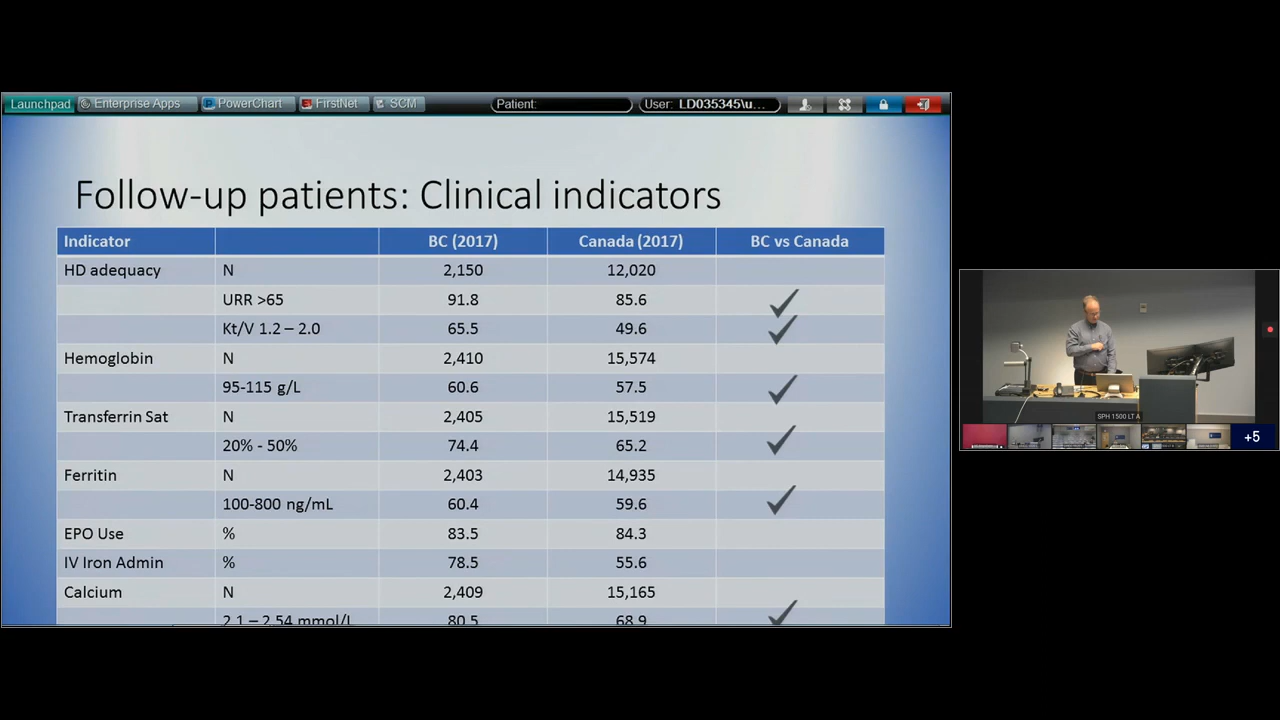 Launchpad Enterprise Apps PowerChart FirstNet SCM Patient: User: LD035345\u...
Follow-up patients: Clinical indicators
Indicator BC (2017) Canada (2017) BC vs Canada
HD adequacy N 2,150 12,020
URR >65 91.8 85.6
Kt/V 1.2 – 2.0 65.5 49.6
Hemoglobin N 2,410 15,574
95-115 g/L 60.6 57.5
Transferrin Sat N 2,405 15,519
20% - 50% 74.4 65.2
Ferritin N 2,403 14,935
100-800 ng/mL 60.4 59.6
EPO Use % 83.5 84.3
IV Iron Admin % 78.5 55.6
Calcium N 2,409 15,165
2.1 – 2.54 mmol/L 80.5 68.9
SPH 1500 LT A
+5